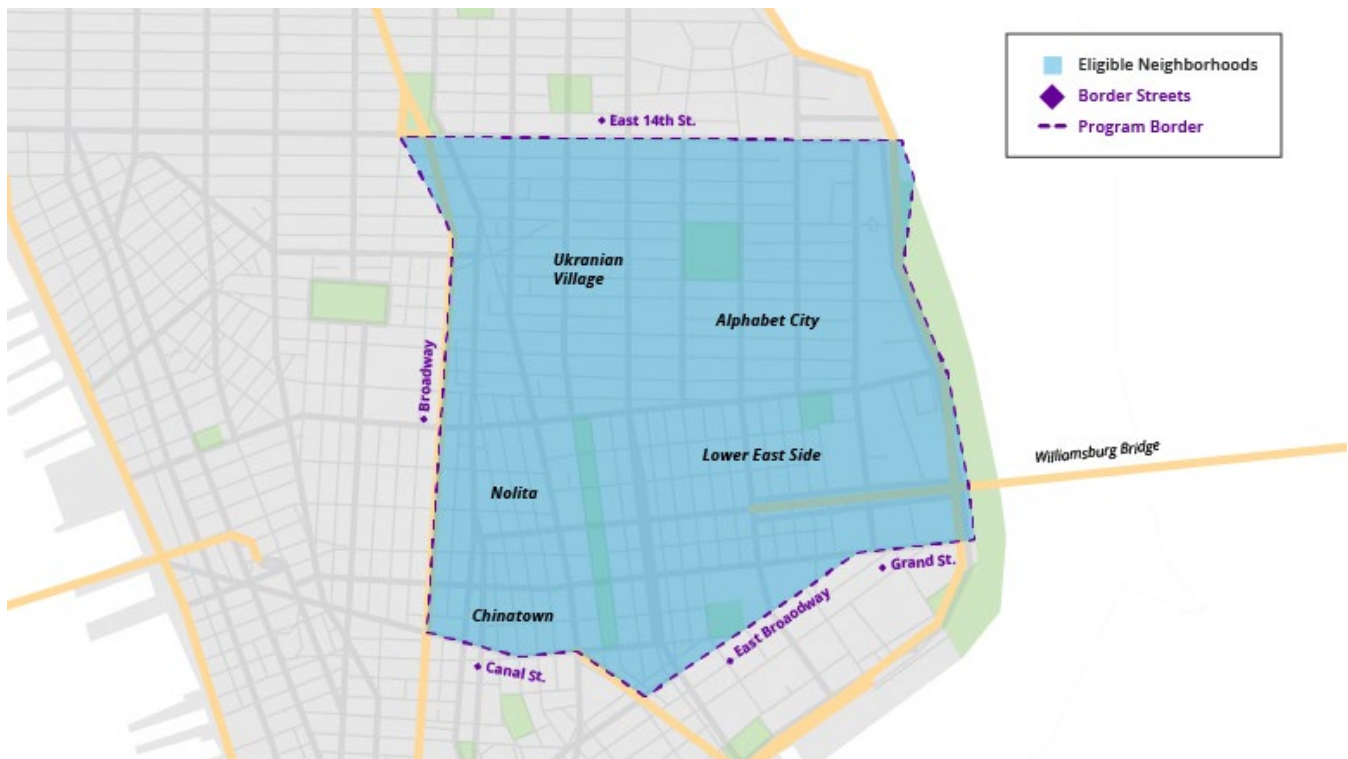 Eligible Neighborhoods
Border Streets
Program Border
East 14th St.
Ukranian
Village
Alphabet City
Broadway
Lower East Side
Williamsburg Bridge
Nolita
Grand St.
Chinatown
East Broadway
Canal St.